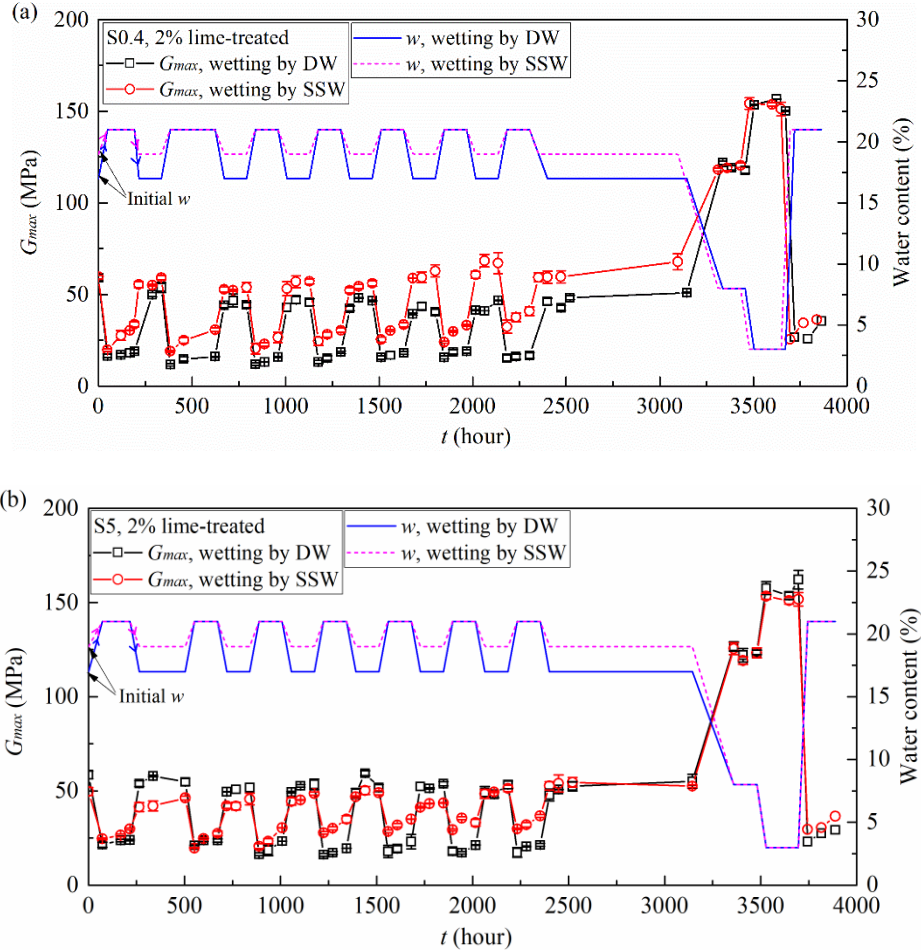 (a)
S0.4, 2% lime-treated
Gmax, wetting by DW
Gmax, wetting by SSW
w, wetting by DW
w, wetting by SSW
Initial w
200
150
100
50
0
Gmax (MPa)
30
25
20
15
10
5
0
Water content (%)
0 500 1000 1500 2000 2500 3000 3500 4000
t (hour)
(b)
S5, 2% lime-treated
Gmax, wetting by DW
Gmax, wetting by SSW
w, wetting by DW
w, wetting by SSW
Initial w
200
150
100
50
0
Gmax (MPa)
30
25
20
15
10
5
0
Water content (%)
0 500 1000 1500 2000 2500 3000 3500 4000
t (hour)